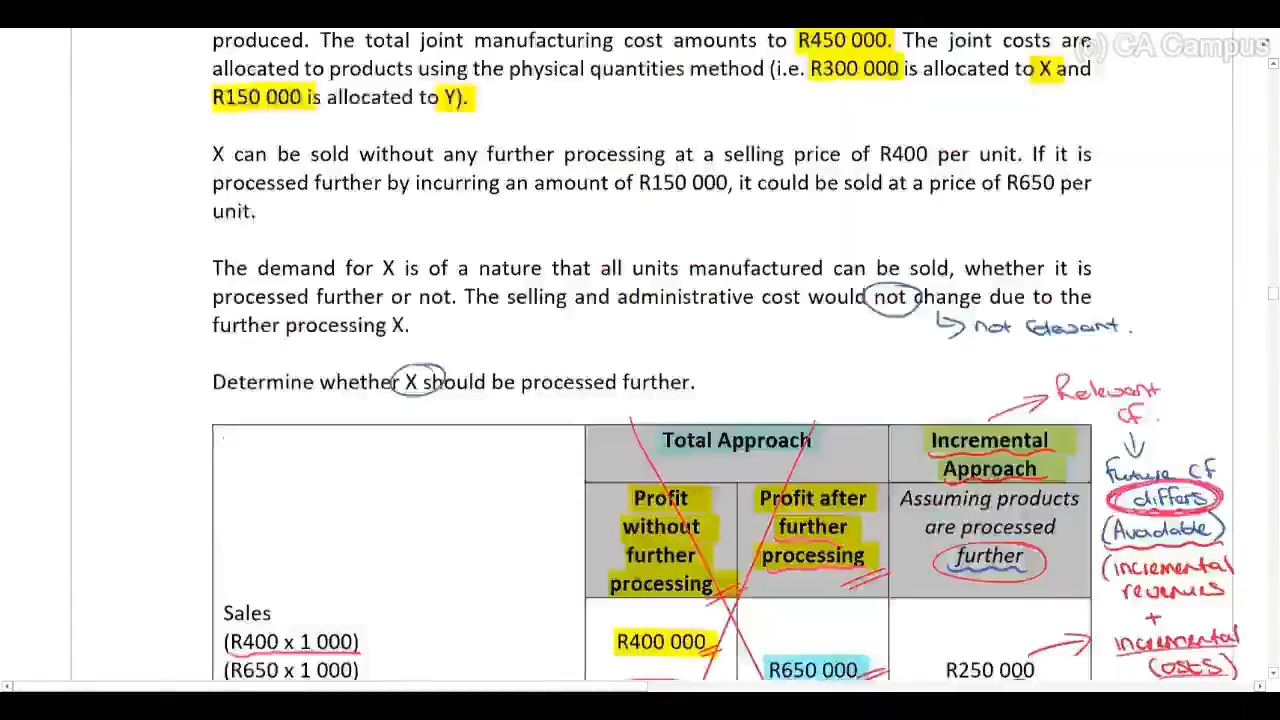 produced. The total joint manufacturing cost amounts to R450 000. The joint costs are
(c) CA Campus
allocated to products using the physical quantities method (i.e. R300 000 is allocated to X and
R150 000 is allocated to Y).
X can be sold without any further processing at a selling price of R400 per unit. If it is
processed further by incurring an amount of R150 000, it could be sold at a price of R650 per
unit.
The demand for X is of a nature that all units manufactured can be sold, whether it is
processed further or not. The selling and administrative cost would not change due to the
further processing X.
not relevant.
Determine whether X should be processed further.
Relevant
CF.
Total Approach
Incremental
Approach
Future CF
differs
(Avoidable)
(incremental
revenues
+
incremental
costs)
Profit
without
further
processing
Profit after
further
processing
Assuming products
are processed
further
Sales
(R400 x 1 000)
R400 000
(R650 x 1 000)
R650 000
R250 000